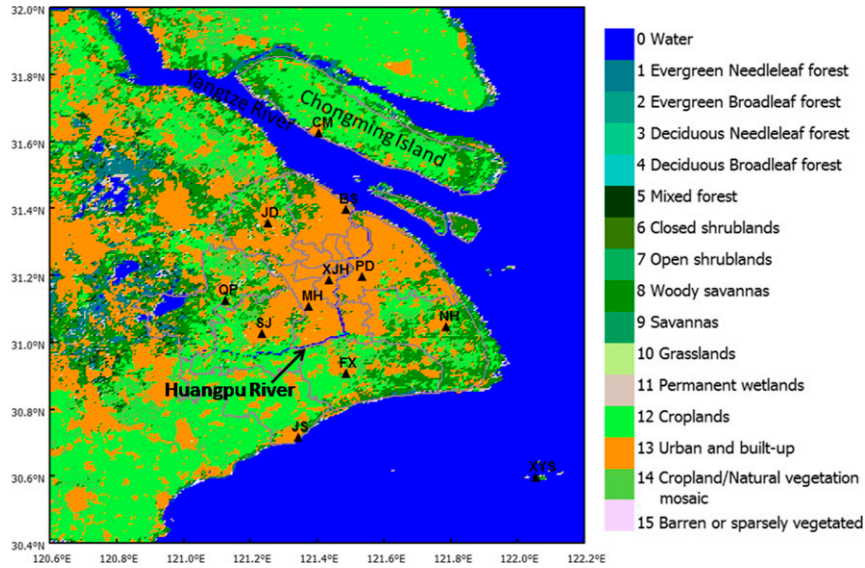 32.0°N
31.8°N
31.6°N
31.4°N
31.2°N
31.0°N
30.8°N
30.6°N
30.4°N
120.6°E 120.8°E 121.0°E 121.2°E 121.4°E 121.6°E 121.8°E 122.0°E 122.2°E
Yangtze River
Chongming Island
CM
BS
JD
XJH
PD
QP
MH
SJ
NH
FX
Huangpu River
JS
XYS
0 Water
1 Evergreen Needleleaf forest
2 Evergreen Broadleaf forest
3 Deciduous Needleleaf forest
4 Deciduous Broadleaf forest
5 Mixed forest
6 Closed shrublands
7 Open shrublands
8 Woody savannas
9 Savannas
10 Grasslands
11 Permanent wetlands
12 Croplands
13 Urban and built-up
14 Cropland/Natural vegetation
mosaic
15 Barren or sparsely vegetated